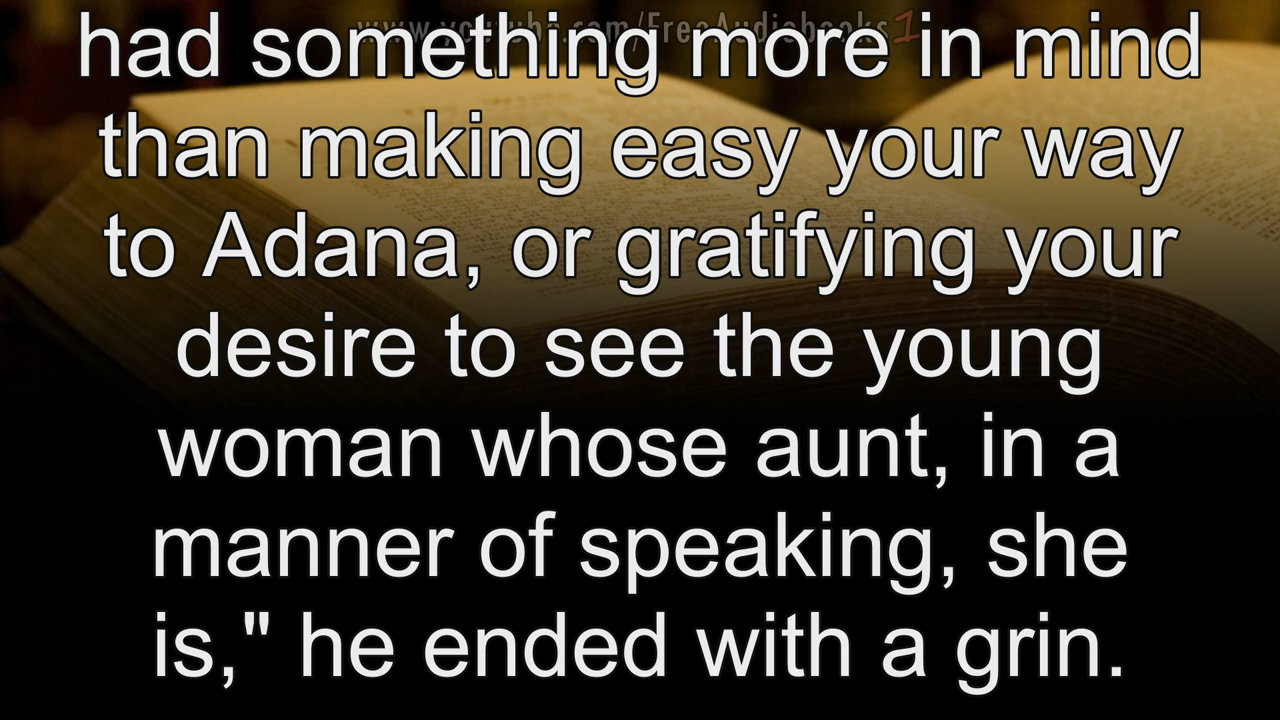 www.youtube.com/FreeAudiobooks1
had something more in mind
than making easy your way
to Adana, or gratifying your
desire to see the young
woman whose aunt, in a
manner of speaking, she
is," he ended with a grin.